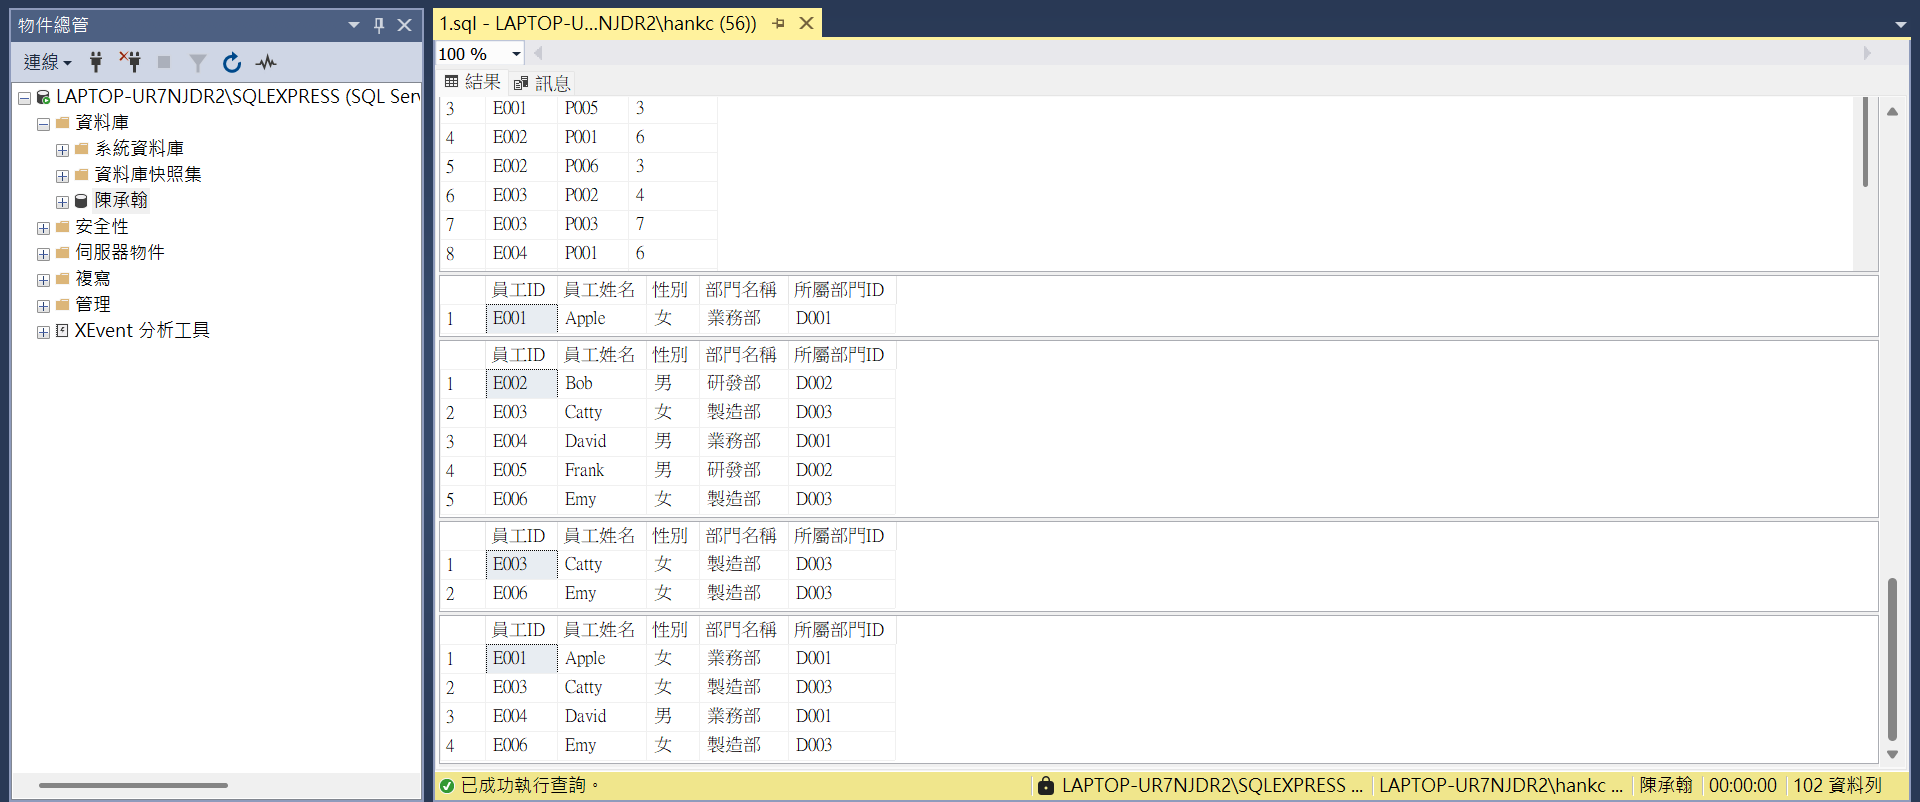 物件總管
連線
LAPTOP-UR7NJDR2\SQLEXPRESS (SQL Serv
資料庫
系統資料庫
資料庫快照集
陳承翰
安全性
伺服器物件
複寫
管理
XEvent 分析工具
1.sql - LAPTOP-U...NJDR2\hankc (56))
100 %
結果 訊息
3 E001 P005 3
4 E002 P001 6
5 E002 P006 3
6 E003 P002 4
7 E003 P003 7
8 E004 P001 6
員工ID 員工姓名 性別 部門名稱 所屬部門ID
1 E001 Apple 女 業務部 D001
員工ID 員工姓名 性別 部門名稱 所屬部門ID
1 E002 Bob 男 研發部 D002
2 E003 Catty 女 製造部 D003
3 E004 David 男 業務部 D001
4 E005 Frank 男 研發部 D002
5 E006 Emy 女 製造部 D003
員工ID 員工姓名 性別 部門名稱 所屬部門ID
1 E003 Catty 女 製造部 D003
2 E006 Emy 女 製造部 D003
員工ID 員工姓名 性別 部門名稱 所屬部門ID
1 E001 Apple 女 業務部 D001
2 E003 Catty 女 製造部 D003
3 E004 David 男 業務部 D001
4 E006 Emy 女 製造部 D003
已成功執行查詢。 LAPTOP-UR7NJDR2\SQLEXPRESS ... LAPTOP-UR7NJDR2\hankc ... 陳承翰 00:00:00 102 資料列